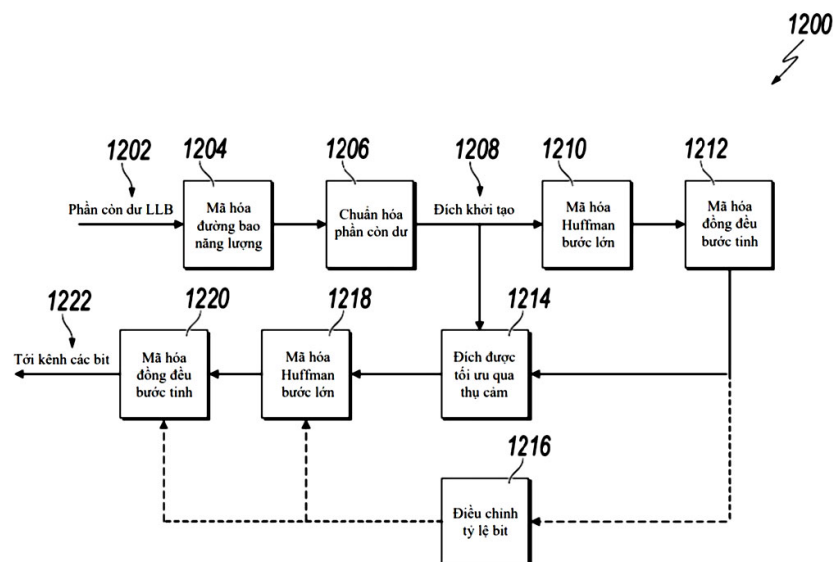 1200
1202
1204
1206
1208
1210
1212
Phần còn dư LLB
Mã hóa
đường bao
năng lượng
Chuẩn hóa
phần còn dư
Đích khởi tạo
Mã hóa
Huffman
bước lớn
Mã hóa
đồng đều
bước tinh
1222
1220
1218
1214
Tới kênh các bit
Mã hóa
đồng đều
bước tinh
Mã hóa
Huffman
bước lớn
Đích được
tối ưu qua
thụ cảm
1216
Điều chỉnh
tỷ lệ bit